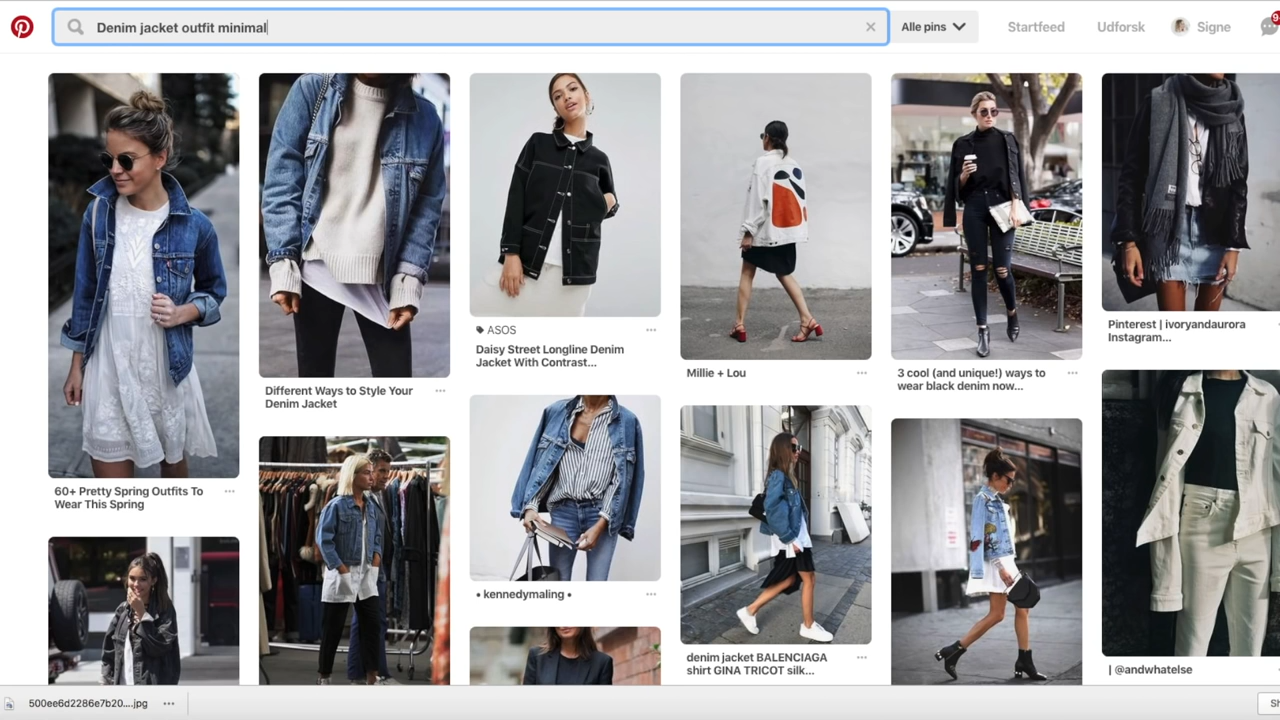 Denim jacket outfit minimal
Alle pins
Startfeed
Udforsk
Signe
9
60+ Pretty Spring Outfits To
Wear This Spring
Different Ways to Style Your
Denim Jacket
ASOS
Daisy Street Longline Denim
Jacket With Contrast...
• kennedymaling •
Millie + Lou
denim jacket BALENCIAGA
shirt GINA TRICOT silk...
3 cool (and unique!) ways to
wear black denim now...
Pinterest | ivoryandaurora
Instagram...
| @andwhatelse
500ee6d2286e7b20....jpg